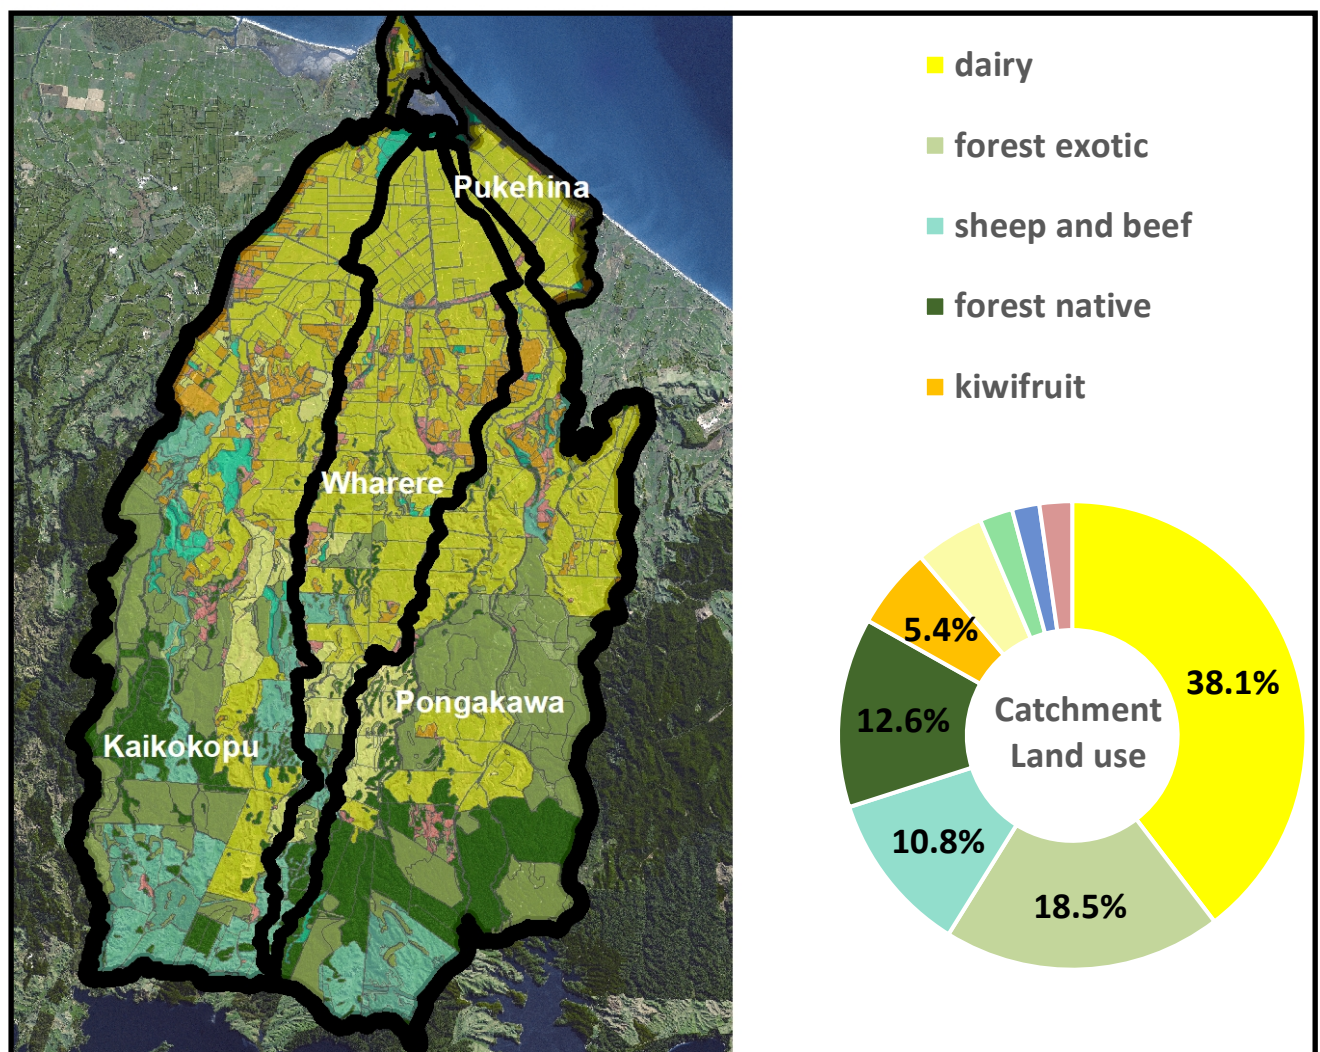 Pukehina
Wharere
Pongakawa
Kaikokopu
dairy
forest exotic
sheep and beef
forest native
kiwifruit
38.1%
5.4%
12.6%
Catchment
Land use
10.8%
18.5%